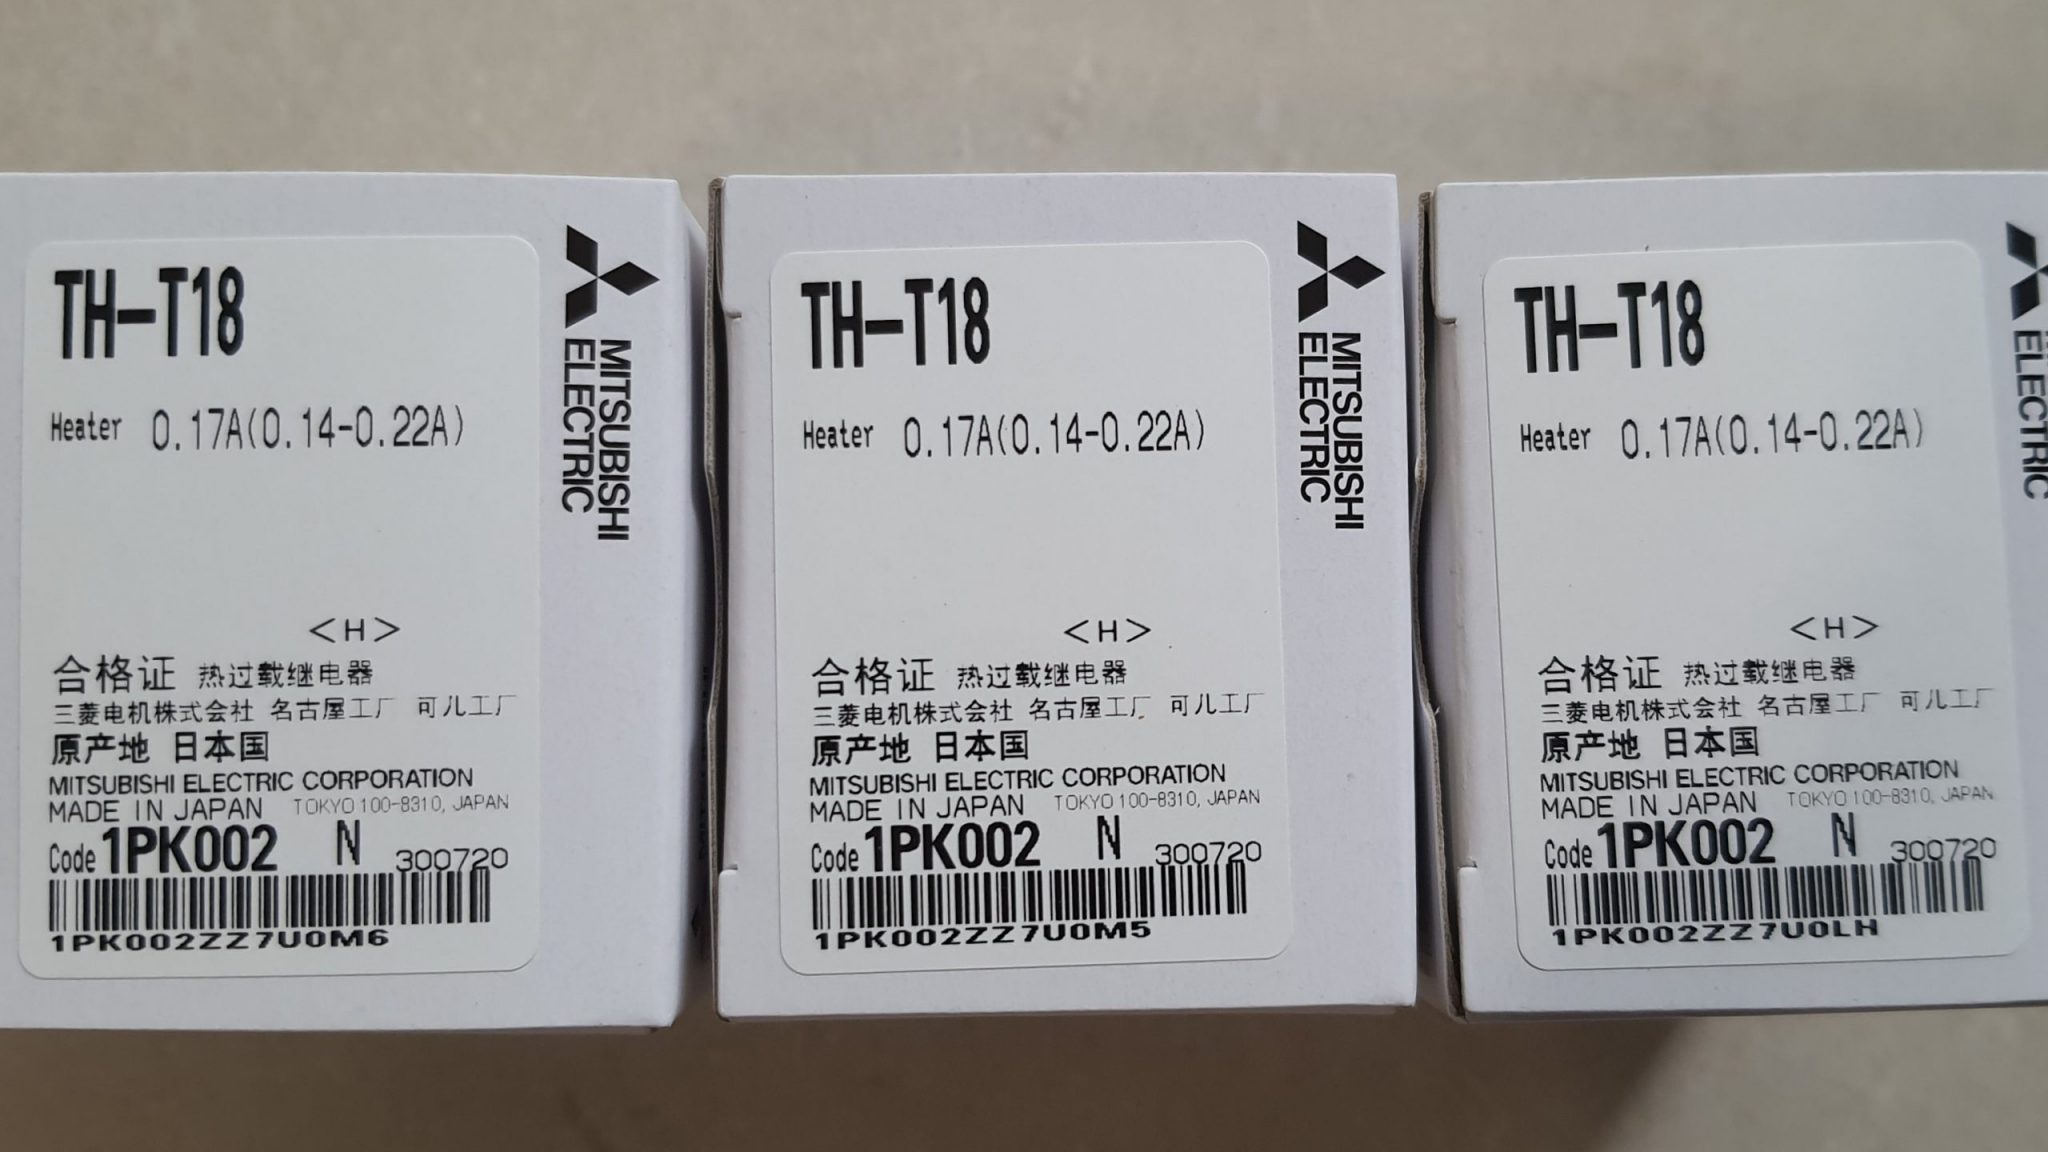 TH-T18
Heater 0.17A(0.14-0.22A)
<H>
合格证 热过载继电器
三菱电机株式会社 名古屋工厂 可儿工厂
原产地 日本国
MITSUBISHI ELECTRIC CORPORATION
MADE IN JAPAN TOKYO 100-8310, JAPAN
Code 1PK002 N 300720
1PK002ZZ7U0M6
MITSUBISHI
ELECTRIC
TH-T18
Heater 0.17A(0.14-0.22A)
<H>
合格证 热过载继电器
三菱电机株式会社 名古屋工厂 可儿工厂
原产地 日本国
MITSUBISHI ELECTRIC CORPORATION
MADE IN JAPAN TOKYO 100-8310, JAPAN
Code 1PK002 N 300720
1PK002ZZ7U0M5
MITSUBISHI
ELECTRIC
TH-T18
Heater 0.17A(0.14-0.22A)
<H>
合格证 热过载继电器
三菱电机株式会社 名古屋工厂 可儿工厂
原产地 日本国
MITSUBISHI ELECTRIC CORPORATION
MADE IN JAPAN TOKYO 100-8310, JAPAN
Code 1PK002 N 300720
1PK002ZZ7U0LH
ELECTRIC